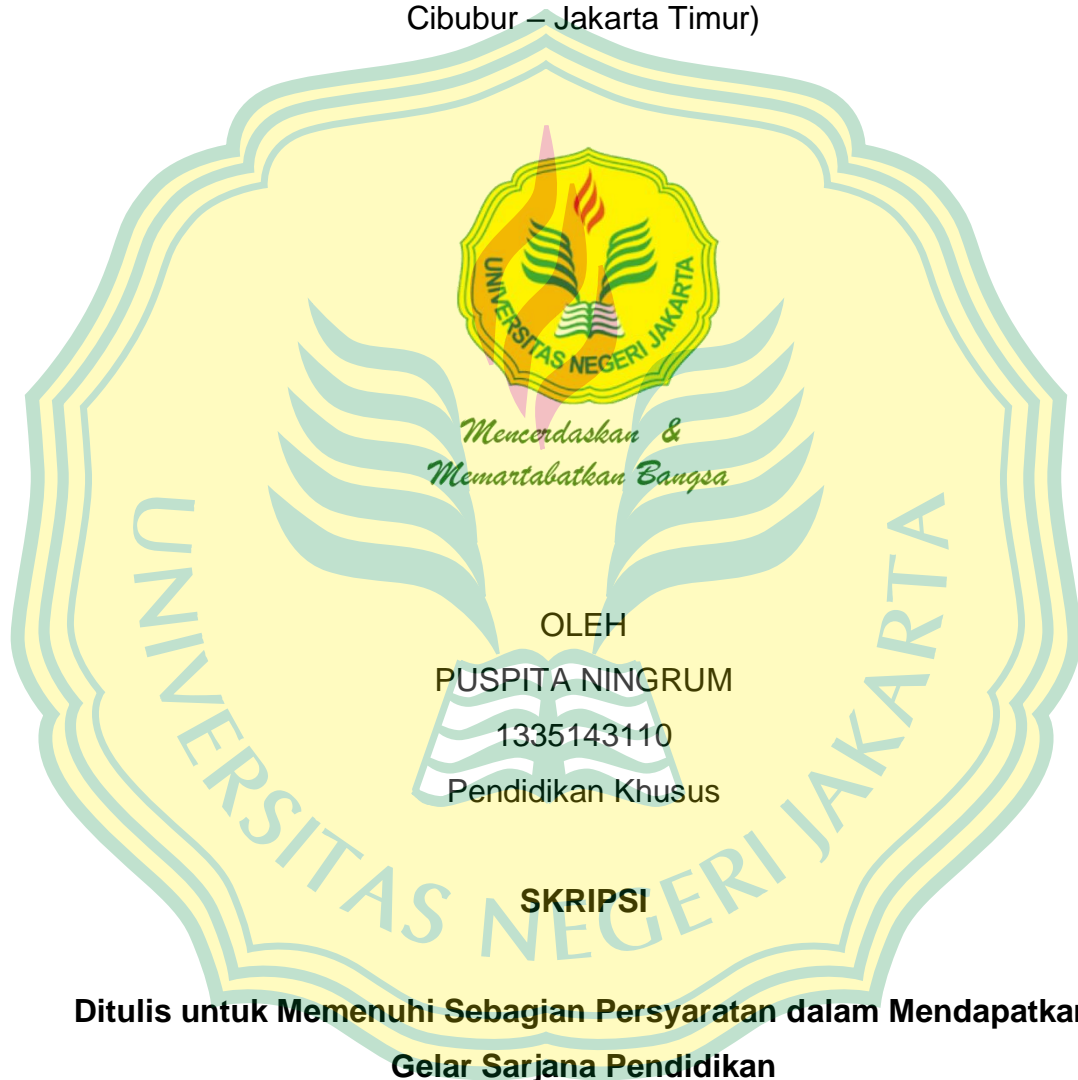 Cibubur – Jakarta Timur)
UNIVERSITAS NEGERI JAKARTA
Mencerdaskan &
Memartabatkan Bangsa
OLEH
PUSPITA NINGRUM
1335143110
Pendidikan Khusus
SKRIPSI
UNIVERSITAS NEGERI JAKARTA
Ditulis untuk Memenuhi Sebagian Persyaratan dalam Mendapatkan
Gelar Sarjana Pendidikan